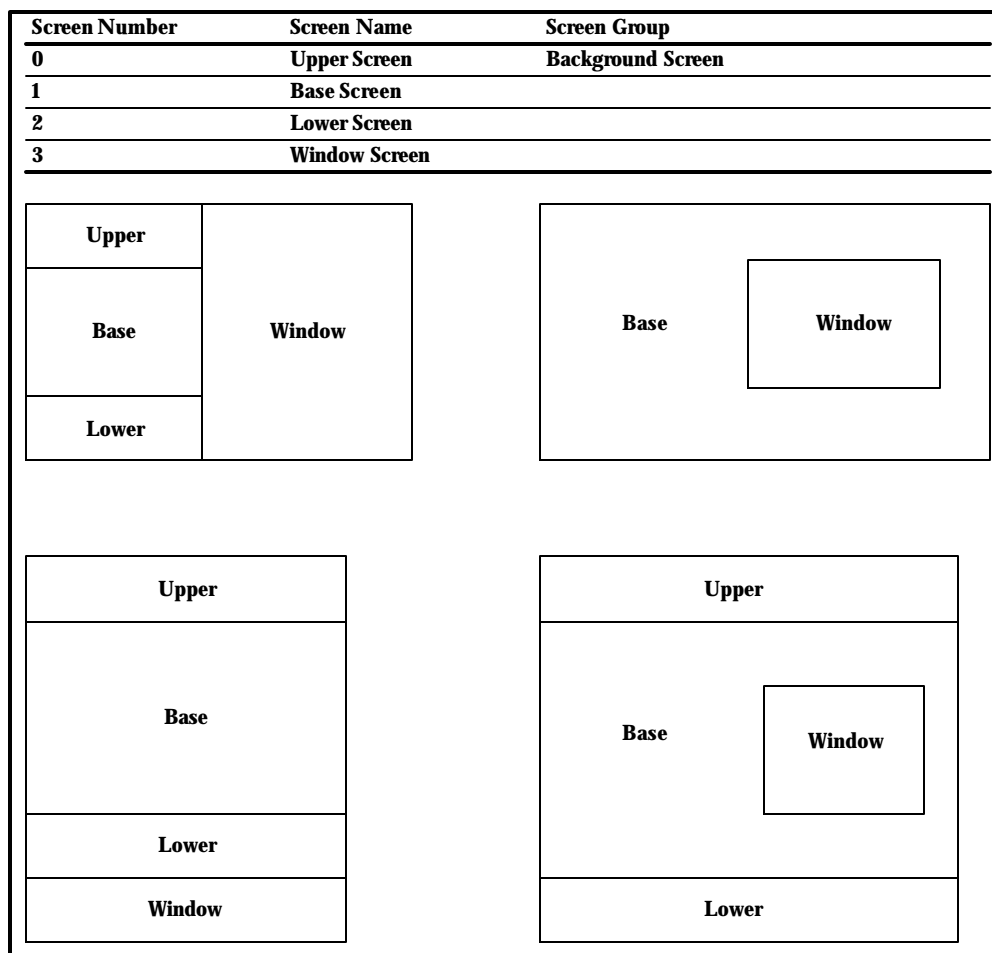 Screen Number Screen Name Screen Group
0 Upper Screen Background Screen
1 Base Screen
2 Lower Screen
3 Window Screen
Upper
Base Window
Lower
Base Window
Upper
Base
Lower
Window
Upper
Base Window
Lower